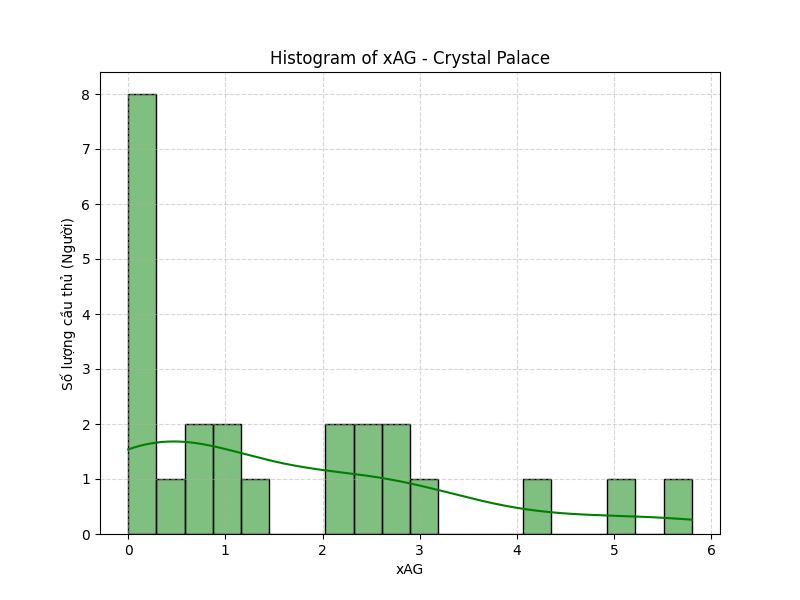 Histogram of xAG - Crystal Palace
Số lượng cầu thủ (Người)
8
7
6
5
4
3
2
1
0
0 1 2 3 4 5 6
xAG